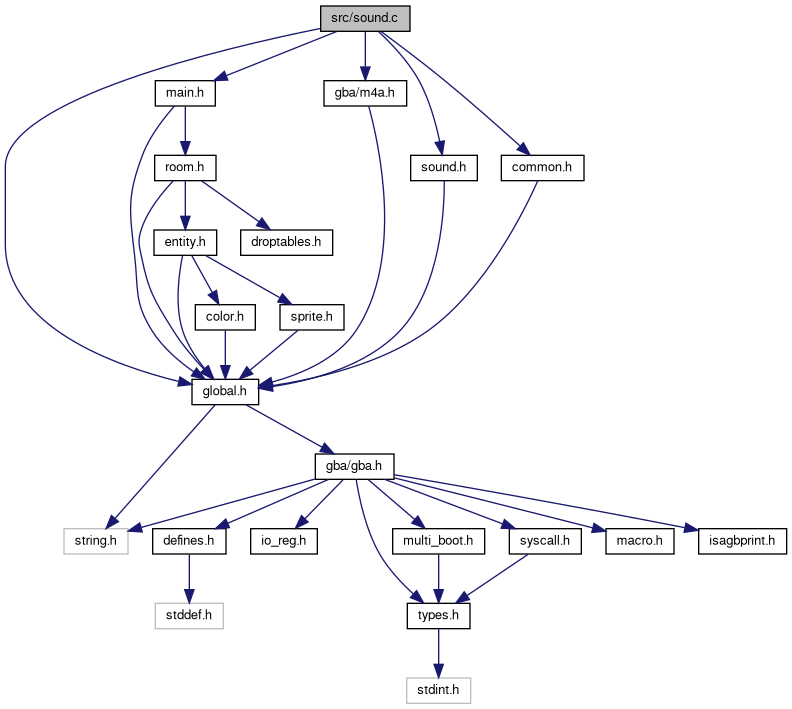 src/sound.c
main.h
gba/m4a.h
room.h
sound.h
common.h
entity.h
droptables.h
color.h
sprite.h
global.h
gba/gba.h
string.h
defines.h
io_reg.h
multi_boot.h
syscall.h
macro.h
isagbprint.h
stddef.h
types.h
stdint.h